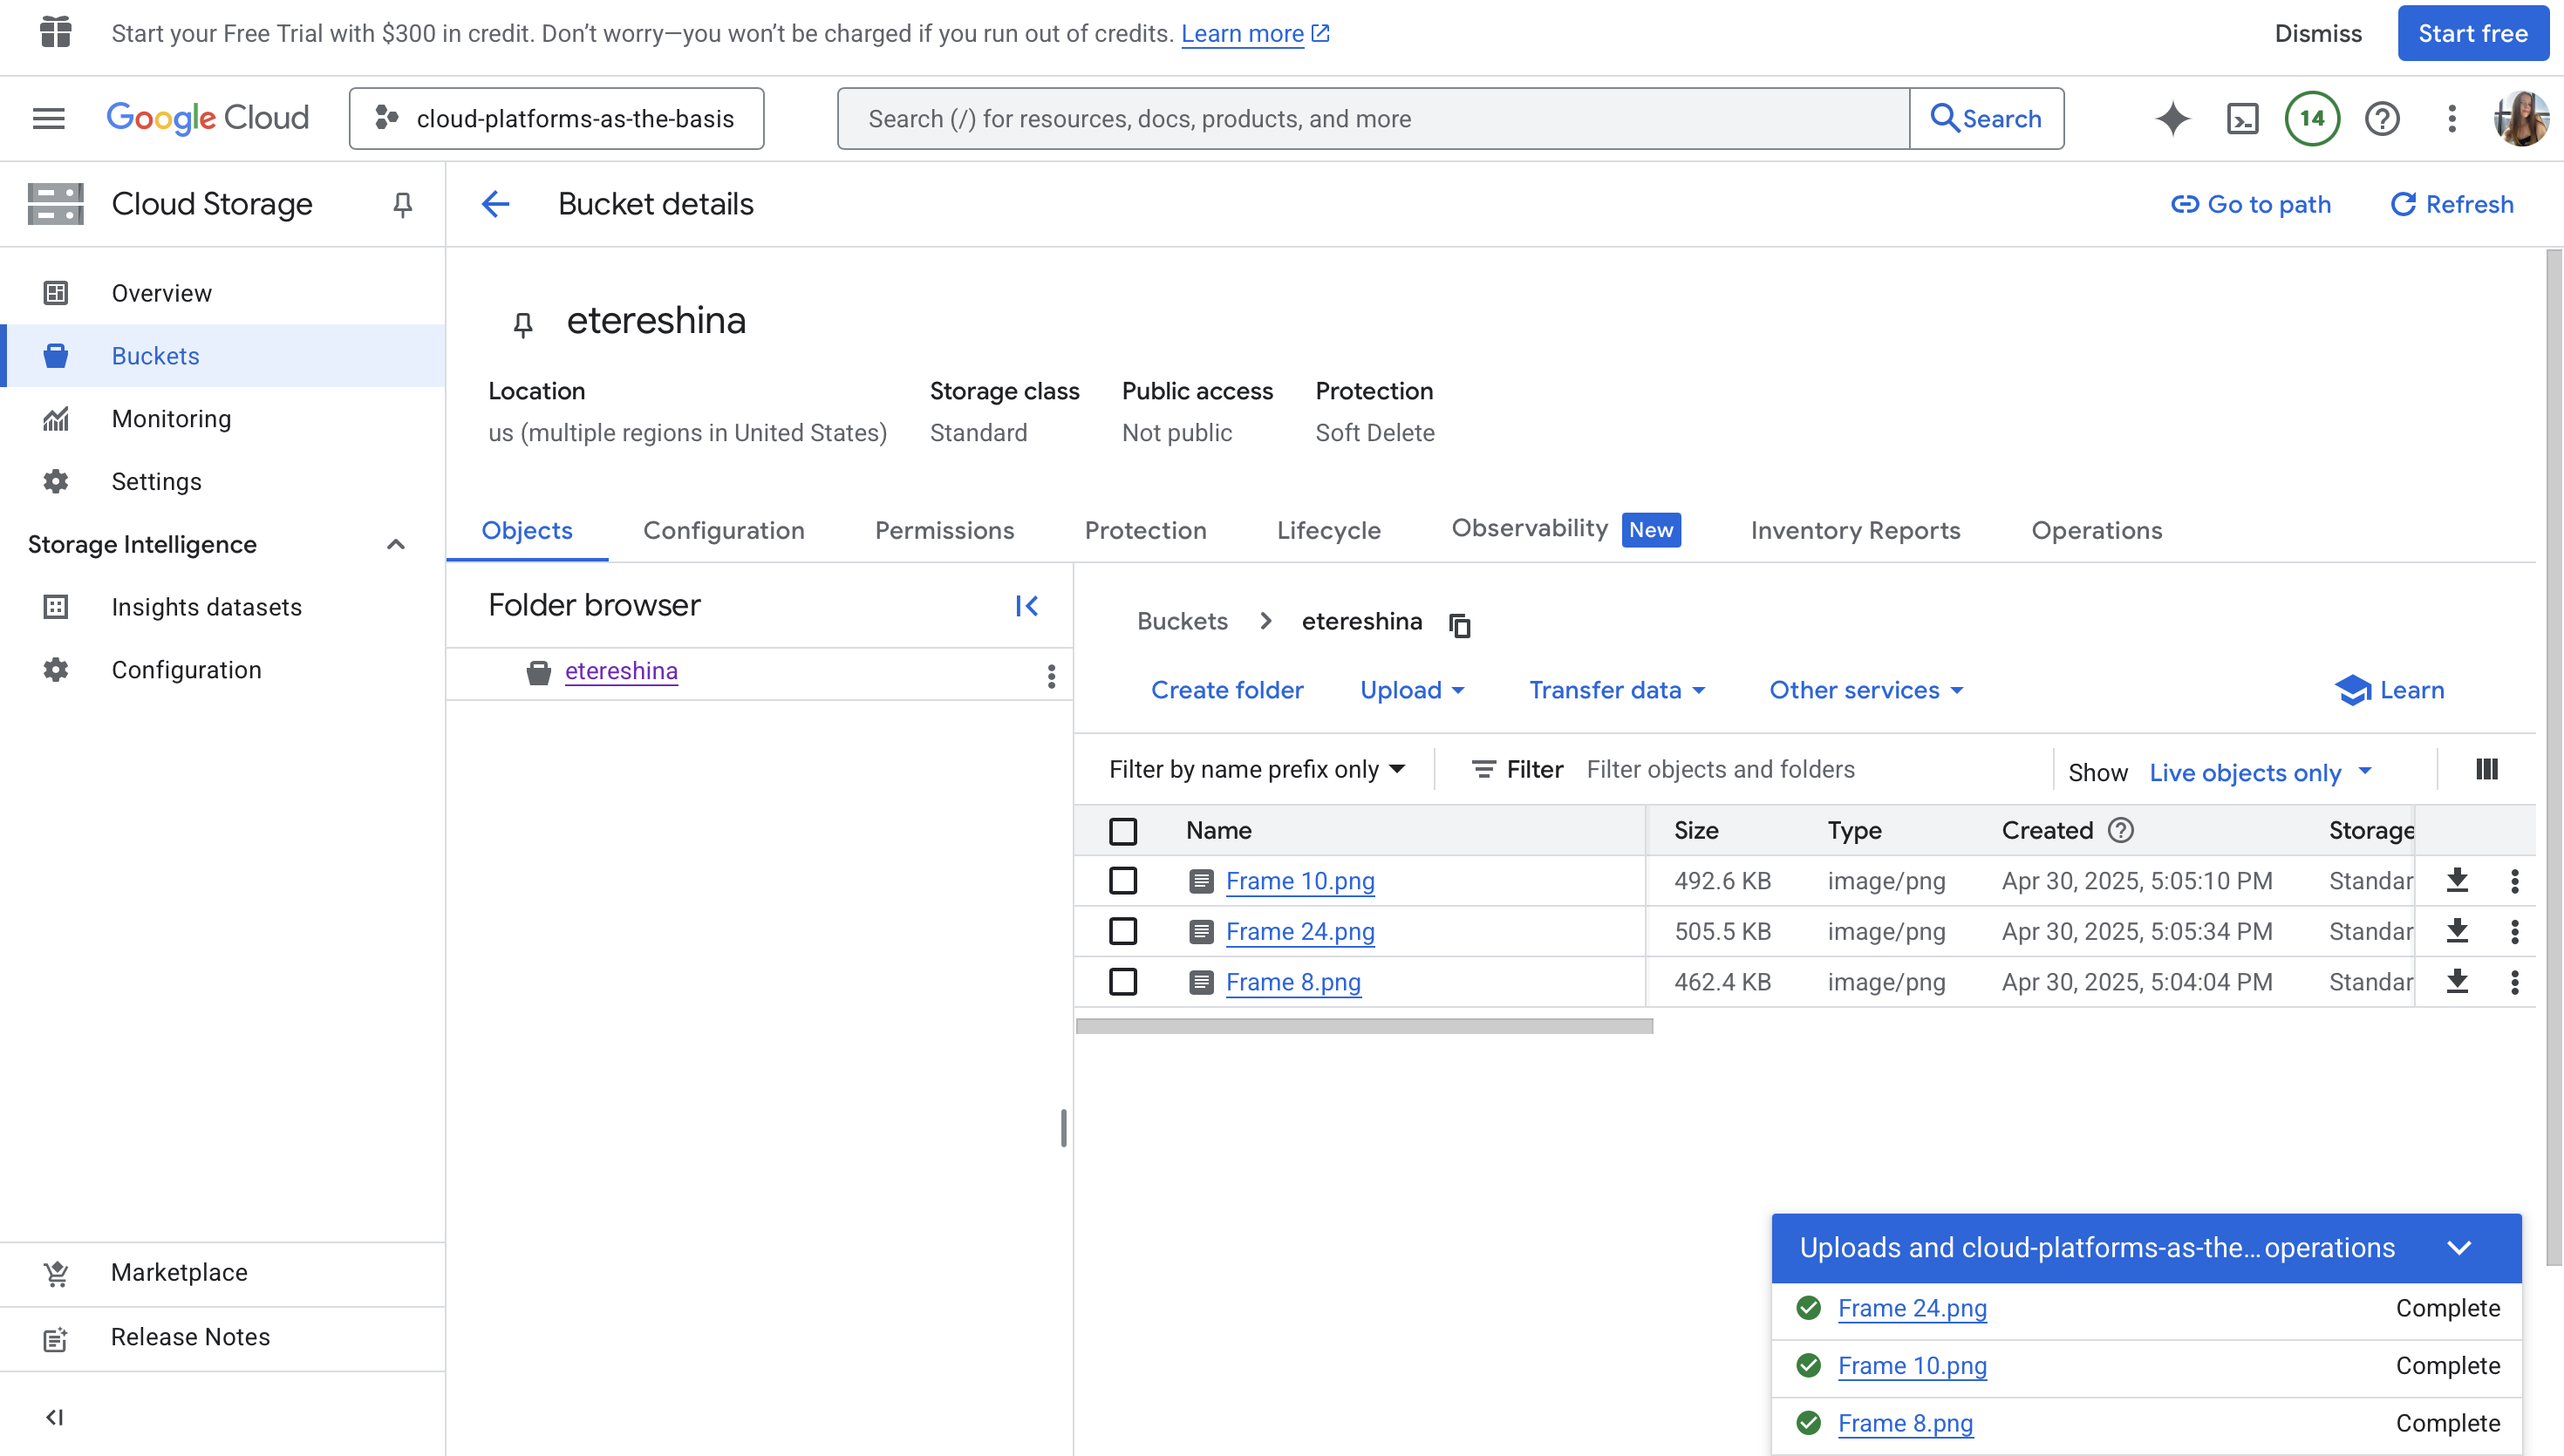 Start your Free Trial with $300 in credit. Don’t worry—you won’t be charged if you run out of credits. Learn more
Dismiss
Start free
Google Cloud
cloud-platforms-as-the-basis
Search (/) for resources, docs, products, and more
Search
14
Cloud Storage
Bucket details
Go to path
Refresh
Overview
Buckets
Monitoring
Settings
Storage Intelligence
Insights datasets
Configuration
Marketplace
Release Notes
etereshina
Location Storage class Public access Protection
us (multiple regions in United States) Standard Not public Soft Delete
Objects Configuration Permissions Protection Lifecycle Observability New Inventory Reports Operations
Folder browser
etereshina
Buckets etereshina
Create folder Upload Transfer data Other services Learn
Filter by name prefix only Filter Filter objects and folders Show Live objects only
Name Size Type Created Storage
Frame 10.png 492.6 KB image/png Apr 30, 2025, 5:05:10 PM Standar
Frame 24.png 505.5 KB image/png Apr 30, 2025, 5:05:34 PM Standar
Frame 8.png 462.4 KB image/png Apr 30, 2025, 5:04:04 PM Standar
Uploads and cloud-platforms-as-the... operations
Frame 24.png Complete
Frame 10.png Complete
Frame 8.png Complete